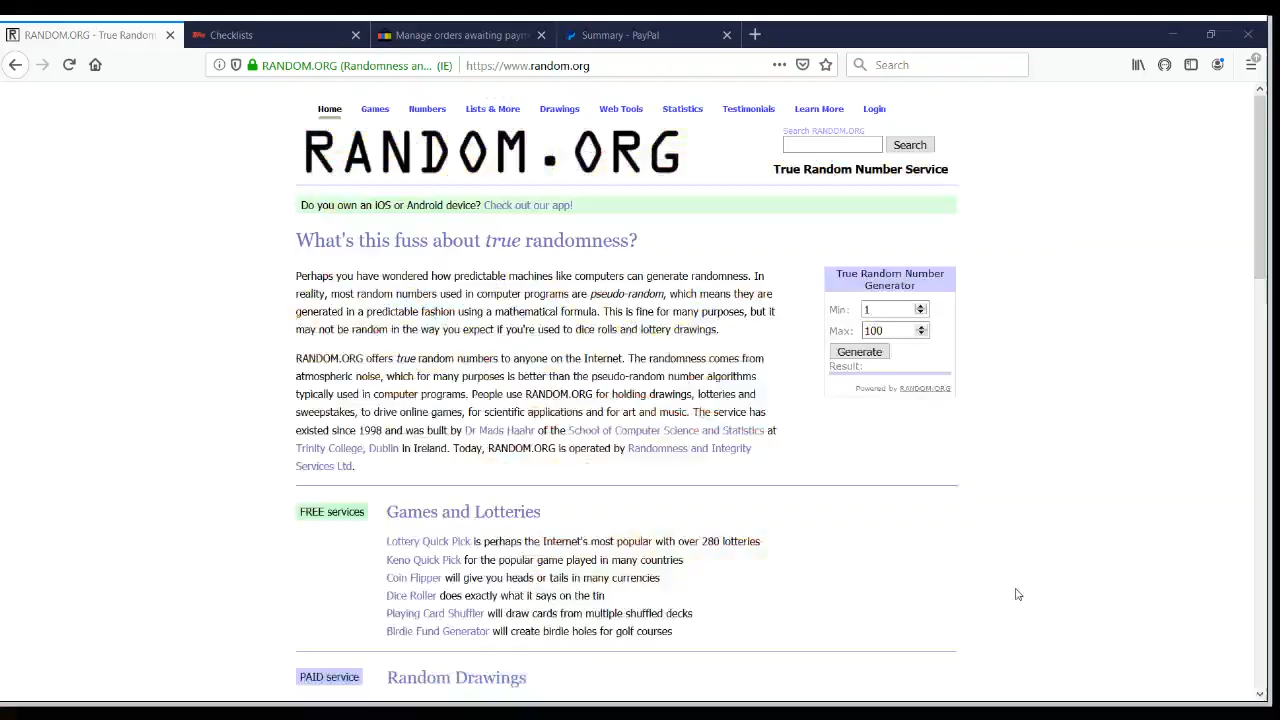 RANDOM.ORG - True Random
Checklists
Manage orders awaiting paym
Summary - PayPal
RANDOM.ORG (Randomness an... (IE)
https://www.random.org
Search
Home
Games
Numbers
Lists & More
Drawings
Web Tools
Statistics
Testimonials
Learn More
Login
RANDOM.ORG
Search RANDOM.ORG
Search
True Random Number Service
Do you own an iOS or Android device? Check out our app!
What's this fuss about true randomness?
Perhaps you have wondered how predictable machines like computers can generate randomness. In
reality, most random numbers used in computer programs are pseudo-random, which means they are
generated in a predictable fashion using a mathematical formula. This is fine for many purposes, but it
may not be random in the way you expect if you're used to dice rolls and lottery drawings.
RANDOM.ORG offers true random numbers to anyone on the Internet. The randomness comes from
atmospheric noise, which for many purposes is better than the pseudo-random number algorithms
typically used in computer programs. People use RANDOM.ORG for holding drawings, lotteries and
sweepstakes, to drive online games, for scientific applications and for art and music. The service has
existed since 1998 and was built by Dr Mads Haahr of the School of Computer Science and Statistics at
Trinity College, Dublin in Ireland. Today, RANDOM.ORG is operated by Randomness and Integrity
Services Ltd.
True Random Number
Generator
Min: 1
Max: 100
Generate
Result:
Powered by RANDOM.ORG
FREE services
Games and Lotteries
Lottery Quick Pick is perhaps the Internet's most popular with over 280 lotteries
Keno Quick Pick for the popular game played in many countries
Coin Flipper will give you heads or tails in many currencies
Dice Roller does exactly what it says on the tin
Playing Card Shuffler will draw cards from multiple shuffled decks
Birdie Fund Generator will create birdie holes for golf courses
PAID service
Random Drawings